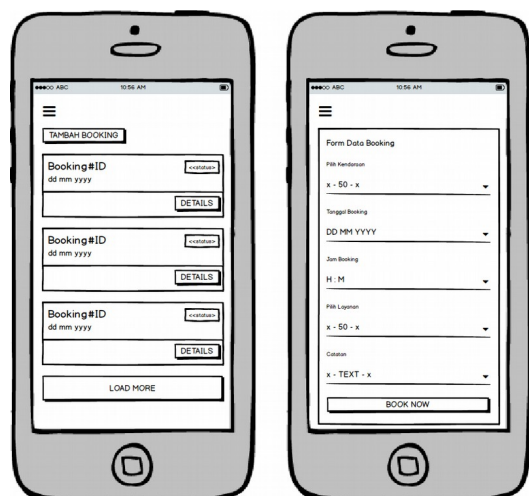 ABC 10:56 AM
TAMBAH BOOKING
Booking#ID
<<status>>
dd mm yyyy
DETAILS
Booking#ID
<<status>>
dd mm yyyy
DETAILS
Booking#ID
<<status>>
dd mm yyyy
DETAILS
LOAD MORE
ABC 10:56 AM
Form Data Booking
Pilih Kendaraan
x - 50 - x
Tanggal Booking
DD MM YYYY
Jam Booking
H : M
Pilih Layanan
x - 50 - x
Catatan
x - TEXT - x
BOOK NOW